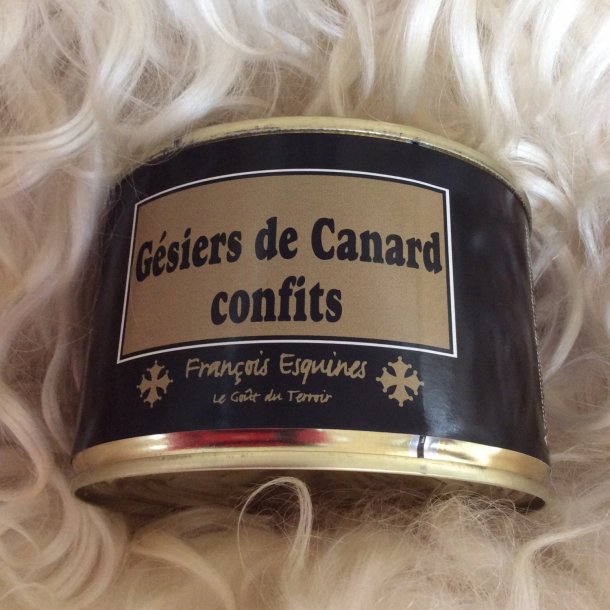 Gésiers de Canard
confits
François Esquines
Le Goût du Terroir